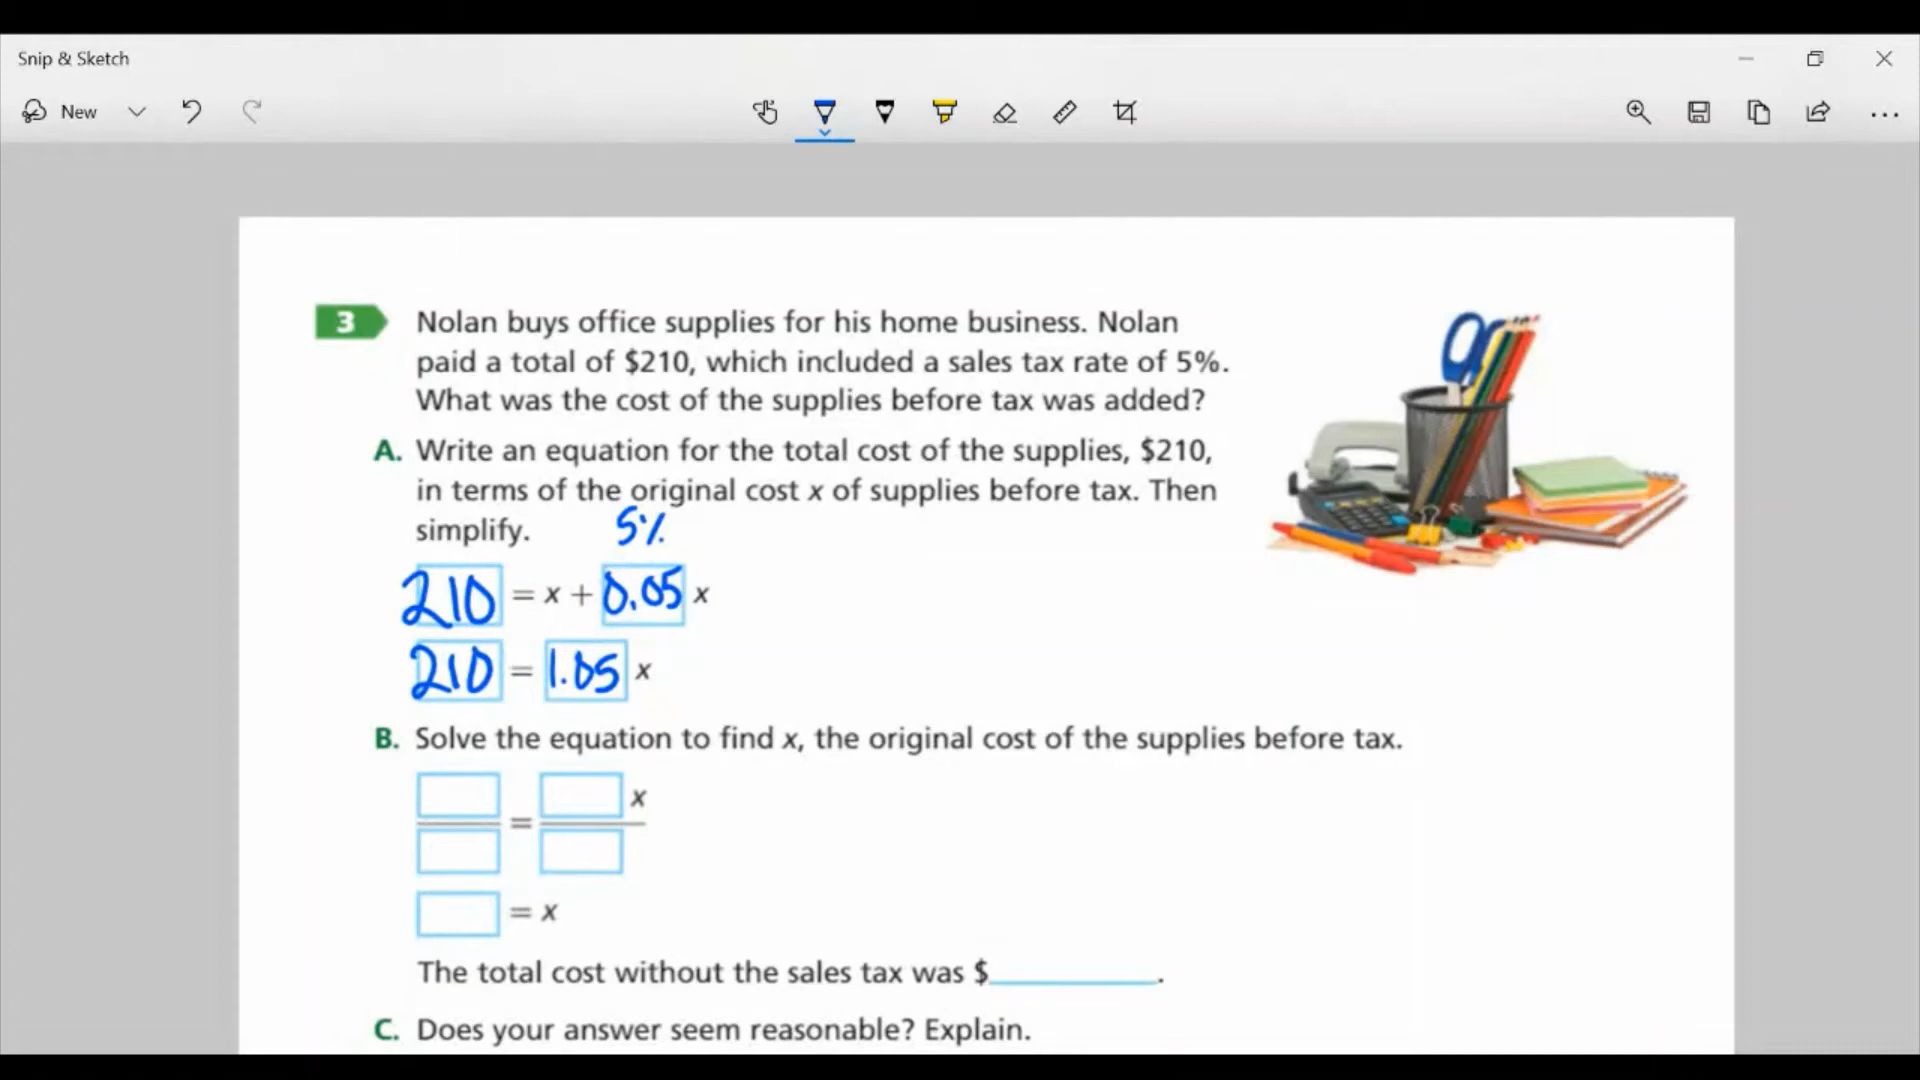 Snip & Sketch
New
3 Nolan buys office supplies for his home business. Nolan
paid a total of $210, which included a sales tax rate of 5%.
What was the cost of the supplies before tax was added?
A. Write an equation for the total cost of the supplies, $210,
in terms of the original cost x of supplies before tax. Then
simplify. 5%
210 = x + 0.05 x
210 = 1.05 x
B. Solve the equation to find x, the original cost of the supplies before tax.
x
=
= x
The total cost without the sales tax was $ .
C. Does your answer seem reasonable? Explain.